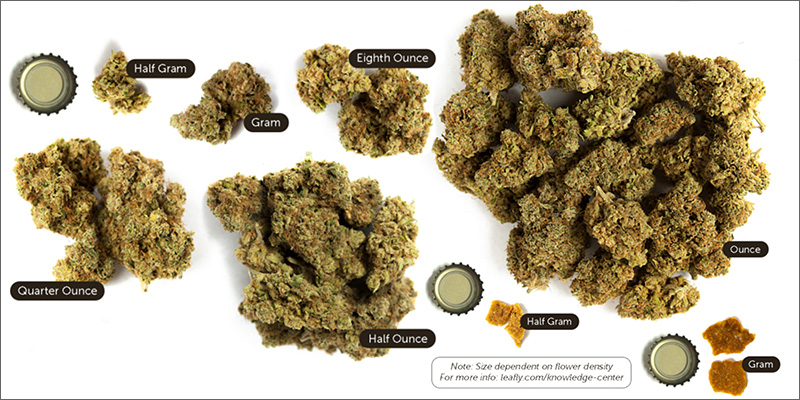 Half Gram
Eighth Ounce
Gram
Ounce
Quarter Ounce
Half Gram
Half Ounce
Gram
Note: Size dependent on flower density
For more info: leafly.com/knowledge-center